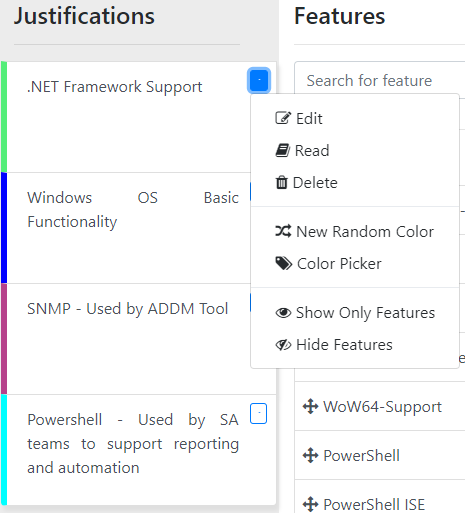 Justifications
Features
.NET Framework Support
Search for feature
Edit
Read
Delete
Windows OS Basic
Functionality
New Random Color
Color Picker
SNMP - Used by ADDM Tool
Show Only Features
Hide Features
Powershell - Used by SA
teams to support reporting
and automation
WoW64-Support
PowerShell
PowerShell ISE